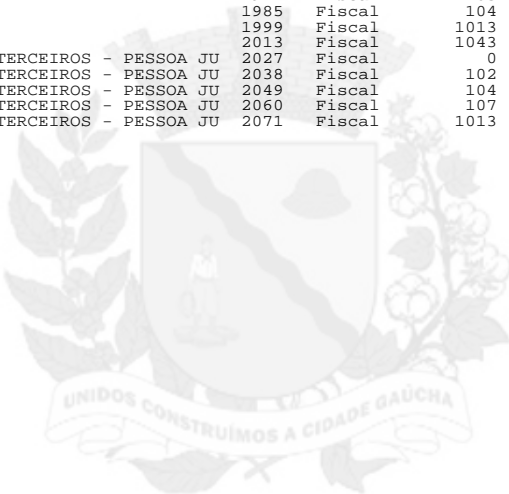 1985 Fiscal 104
1999 Fiscal 1013
2013 Fiscal 1043
TERCEIROS - PESSOA JU 2027 Fiscal 0
TERCEIROS - PESSOA JU 2038 Fiscal 102
TERCEIROS - PESSOA JU 2049 Fiscal 104
TERCEIROS - PESSOA JU 2060 Fiscal 107
TERCEIROS - PESSOA JU 2071 Fiscal 1013
UNIDOS CONSTRUÍMOS A CIDADE GAÚCHA